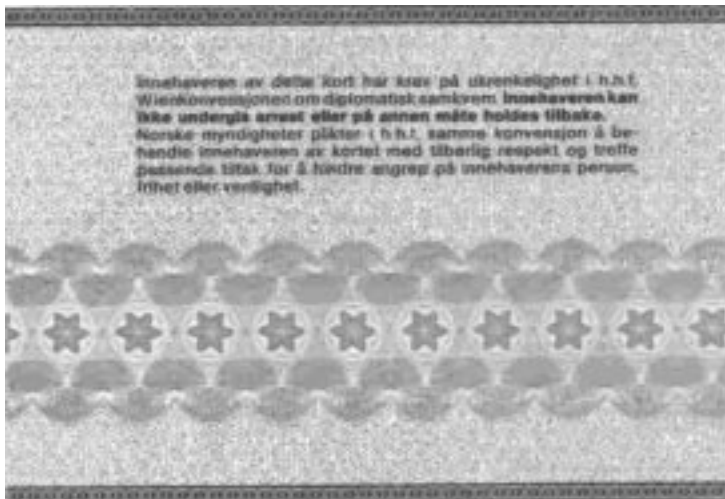 Innehaveren av dette kort har krav på ukrenkelighet i h.h.t.
Wienkonvensjonen om diplomatisk samkvem. Innehaveren kan
ikke undergis arrest eller på annen måte holdes tilbake.
Norske myndigheter plikter i h.h.t. samme konvensjon å be-
handle innehaveren av kortet med tilbørlig respekt og treffe
passende tiltak for å hindre angrep på innehaverens person,
frihet eller verdighet.